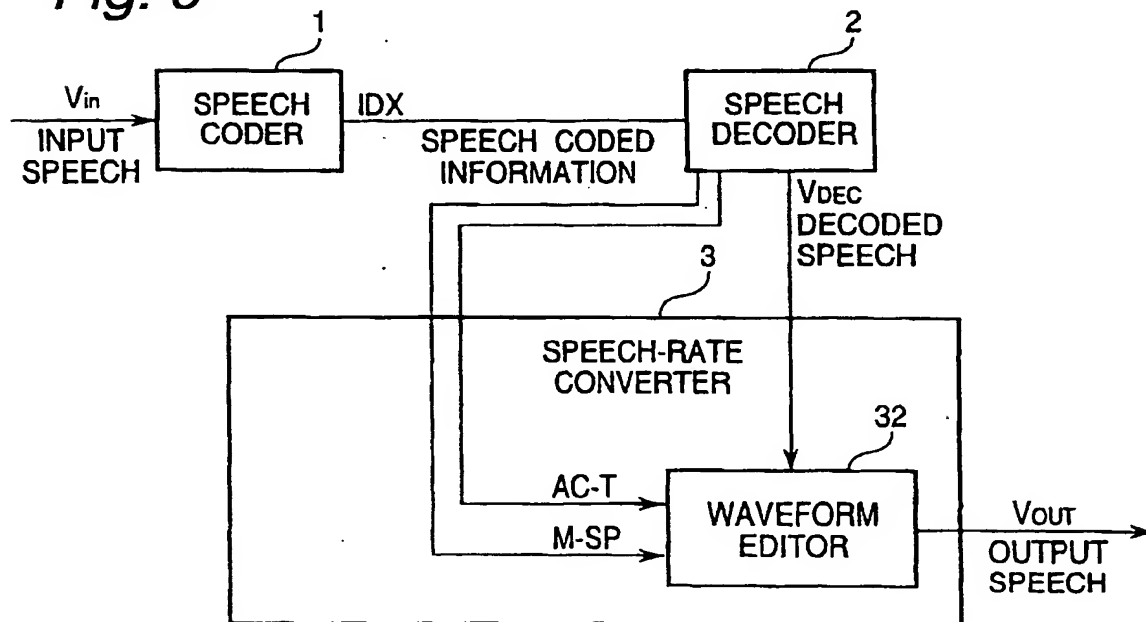 Fig.
1
2
Vin
INPUT
SPEECH
SPEECH
CODER
IDX
SPEECH CODED
INFORMATION
SPEECH
DECODER
VDEC
DECODED
SPEECH
3
SPEECH-RATE
CONVERTER
32
AC-T
M-SP
WAVEFORM
EDITOR
VOUT
OUTPUT
SPEECH